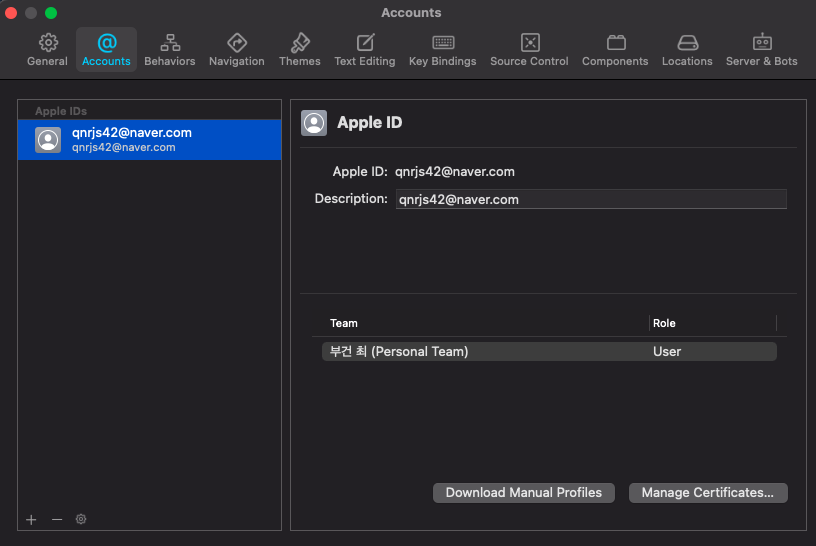 Accounts
General Accounts Behaviors Navigation Themes Text Editing Key Bindings Source Control Components Locations Server & Bots
Apple IDs
qnrjs42@naver.com
qnrjs42@naver.com
Apple ID
Apple ID: qnrjs42@naver.com
Description: qnrjs42@naver.com
Team Role
부건 최 (Personal Team) User
Download Manual Profiles Manage Certificates...